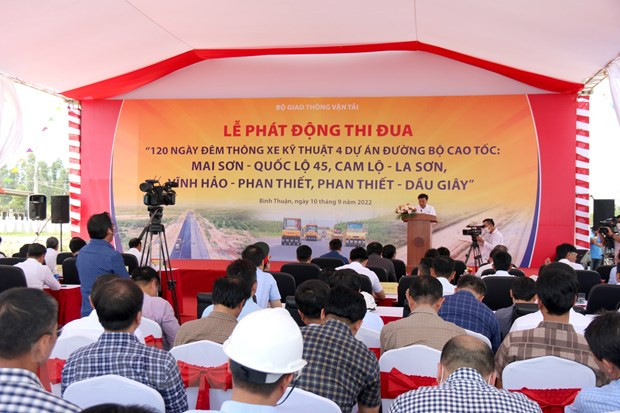 BỘ GIAO THÔNG VẬN TẢI
LỄ PHÁT ĐỘNG THI ĐUA
"120 NGÀY ĐÊM THÔNG XE KỸ THUẬT 4 DỰ ÁN ĐƯỜNG BỘ CAO TỐC:
MAI SƠN - QUỐC LỘ 45, CAM LỘ - LA SƠN,
VĨNH HẢO - PHAN THIẾT, PHAN THIẾT - DẦU GIÂY"
Bình Thuận, ngày 10 tháng 9 năm 2022